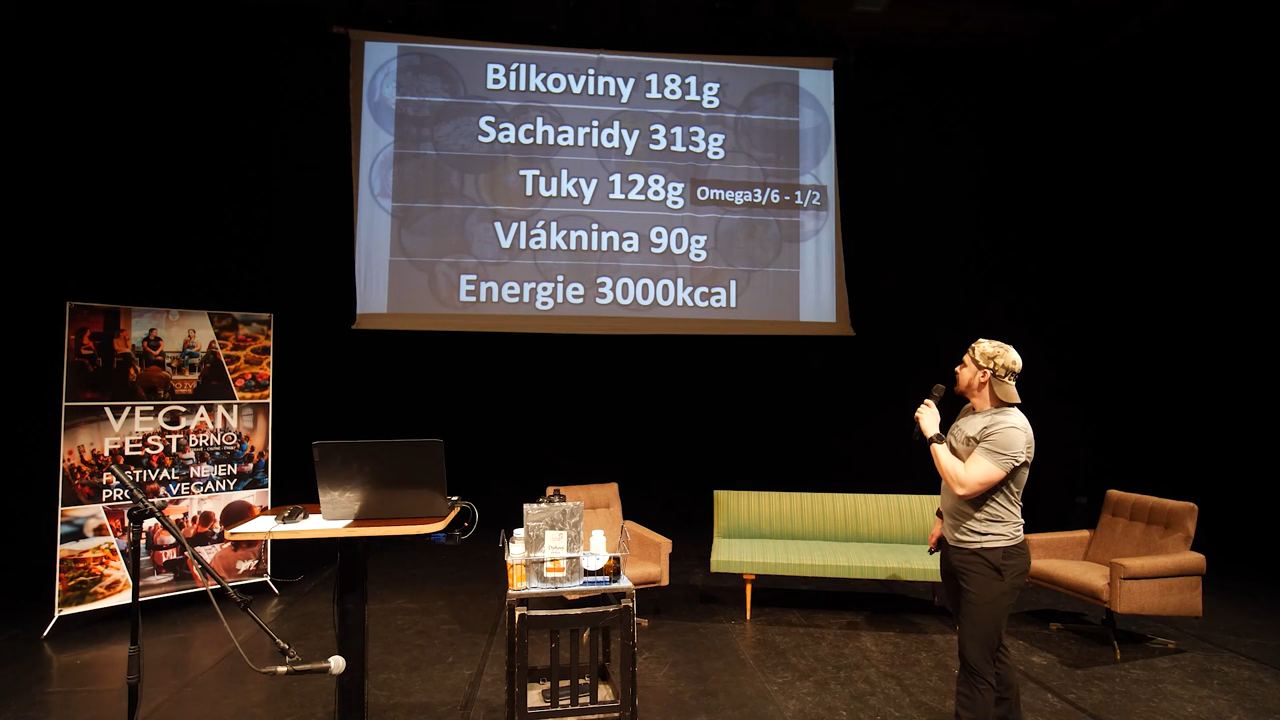 Bílkoviny 181g
Sacharidy 313g
Tuky 128g Omega3/6 - 1/2
Vláknina 90g
Energie 3000kcal
VEGAN
FEST BRNO
FESTIVAL NEJEN
PRO VEGANY